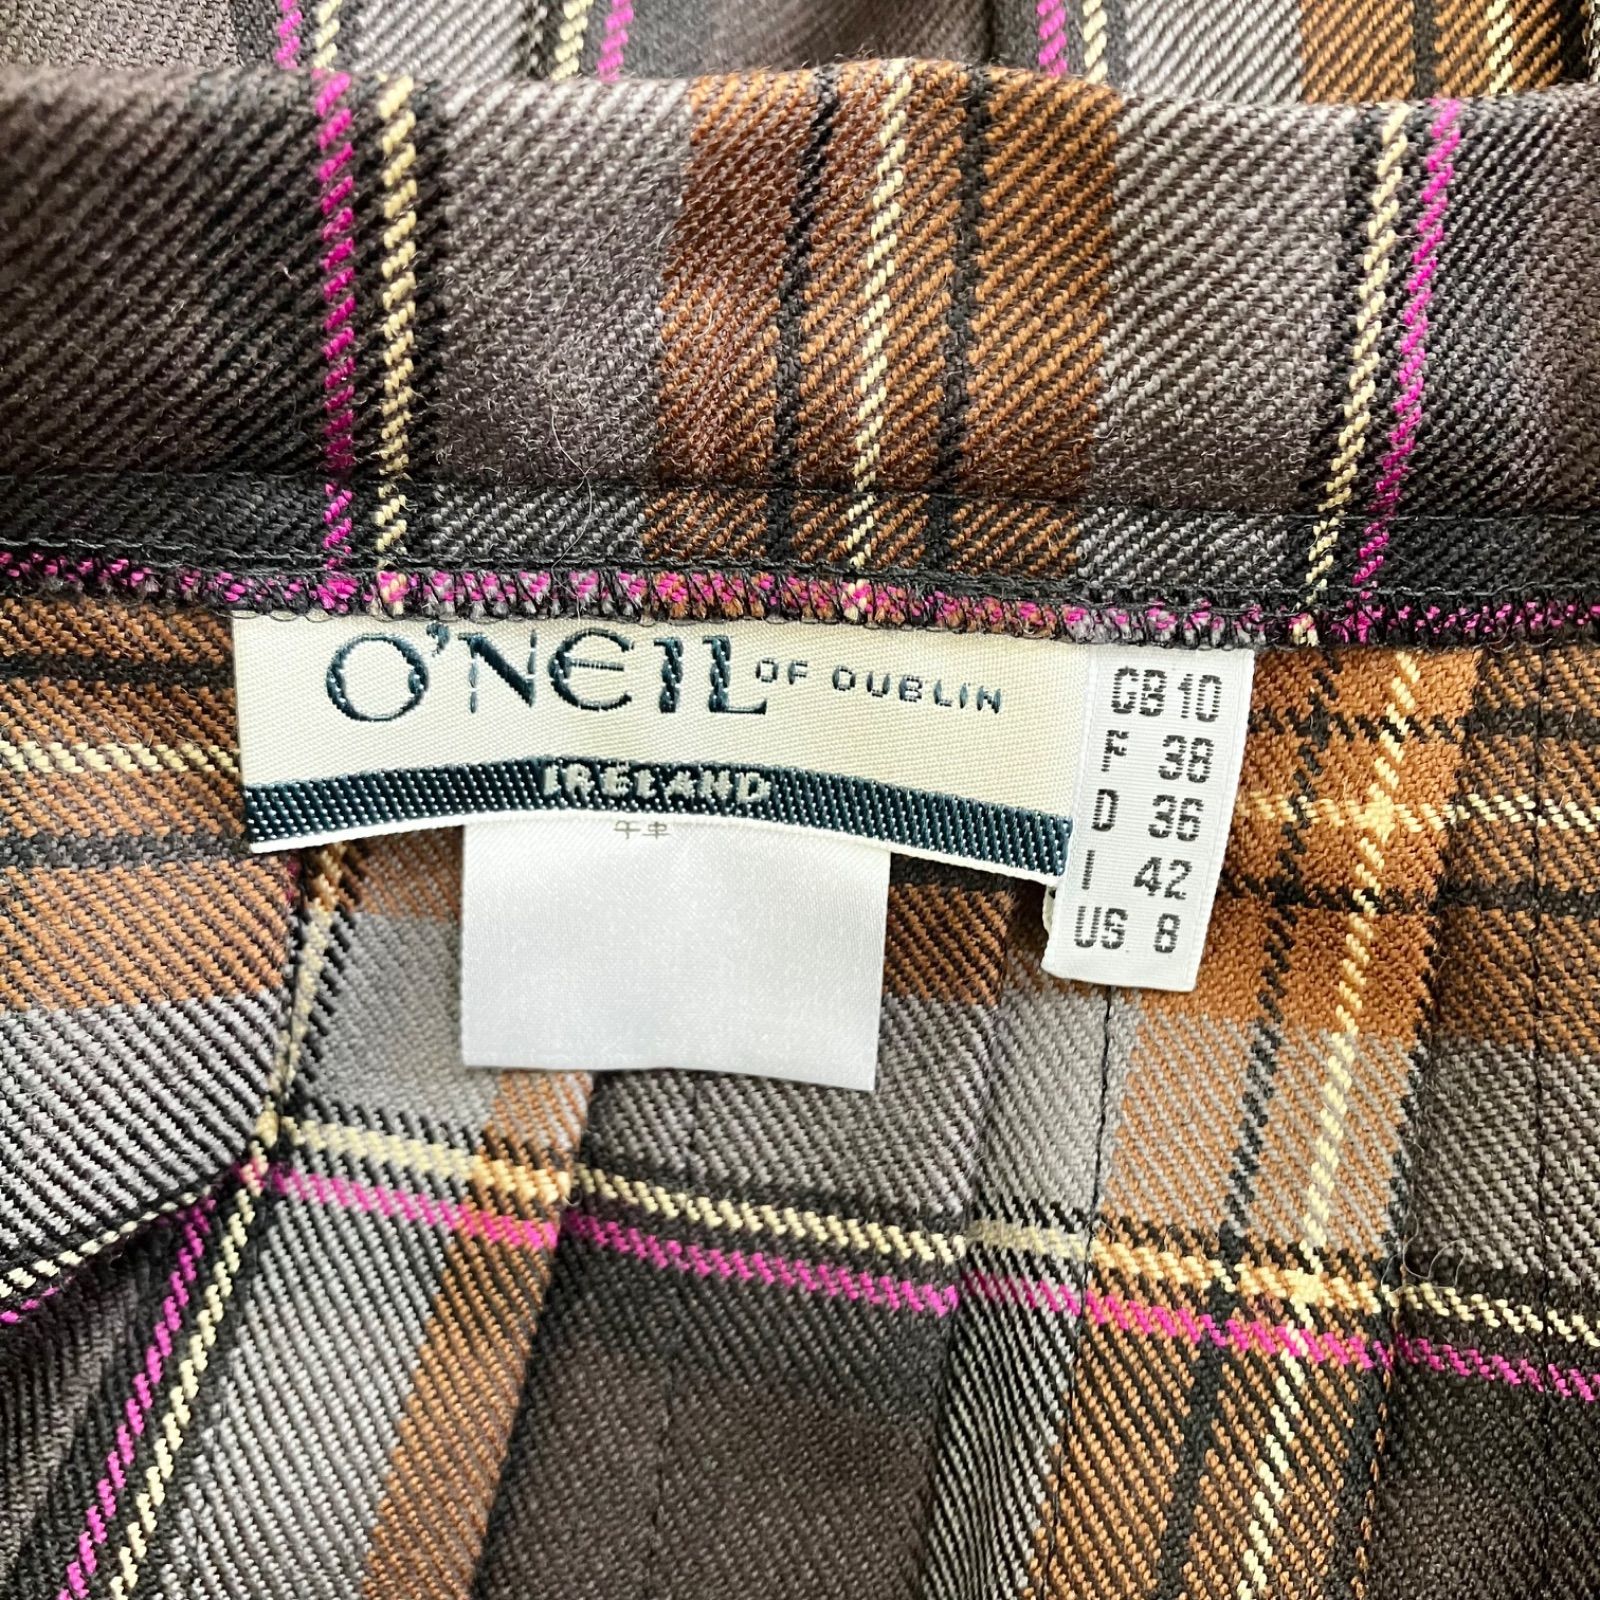 O'NEIL OF DUBLIN
IRELAND
GB 10
F 38
D 36
I 42
US 8